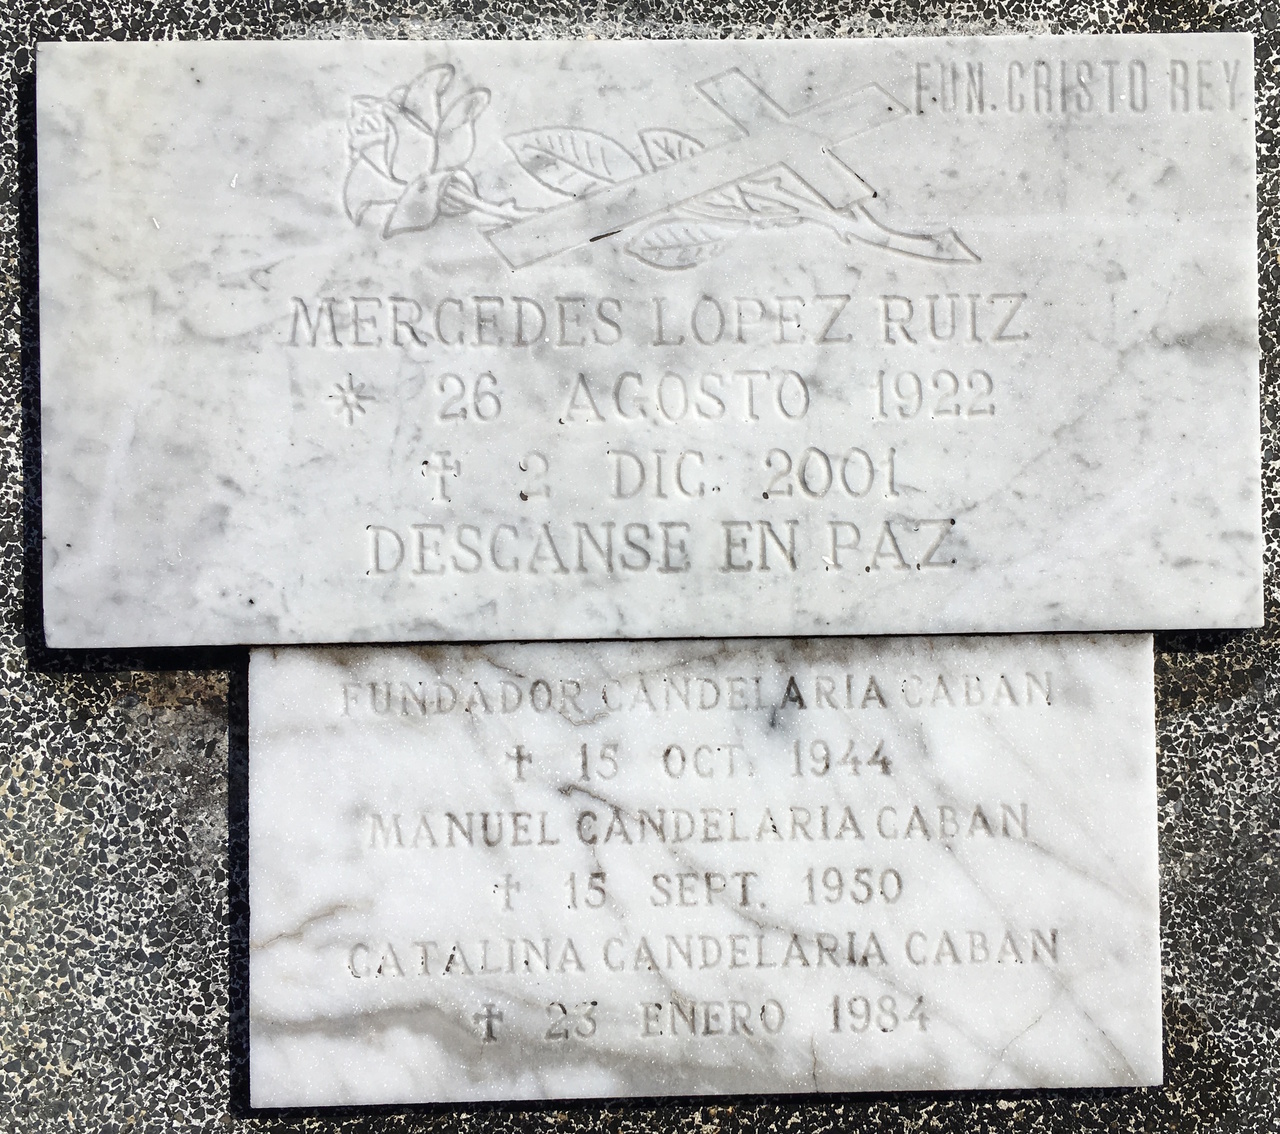 FUN. CRISTO REY
MERCEDES LOPEZ RUIZ
* 26 AGOSTO 1922
† 2 DIC. 2001
DESCANSE EN PAZ
FUNDADOR CANDELARIA CABAN
† 15 OCT. 1944
MANUEL CANDELARIA CABAN
† 15 SEPT. 1950
CATALINA CANDELARIA CABAN
† 23 ENERO 1984